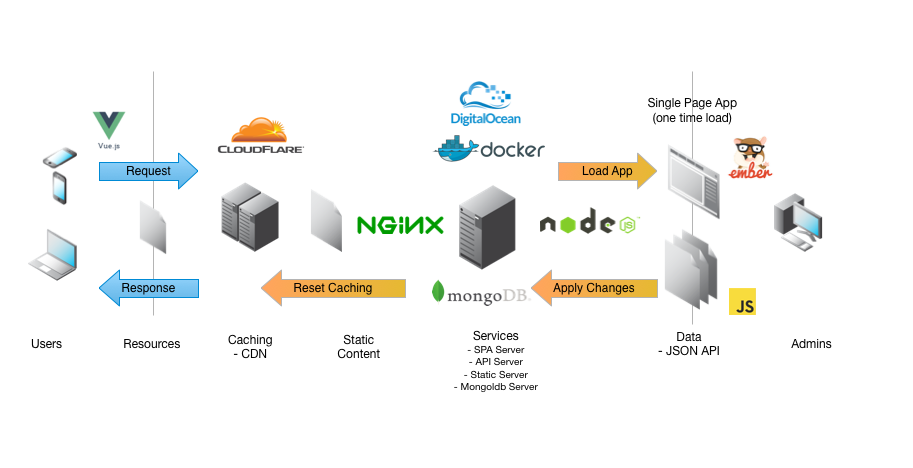 DigitalOcean
Single Page App
(one time load)
Vue.js
CLOUDFLARE
docker
ember
Request
Load App
NGINX
node
JS
Response
Reset Caching
mongoDB
Apply Changes
JS
Users
Resources
Caching
- CDN
Static
Content
Services
- SPA Server
- API Server
- Static Server
- Mongoldb Server
Data
- JSON API
Admins